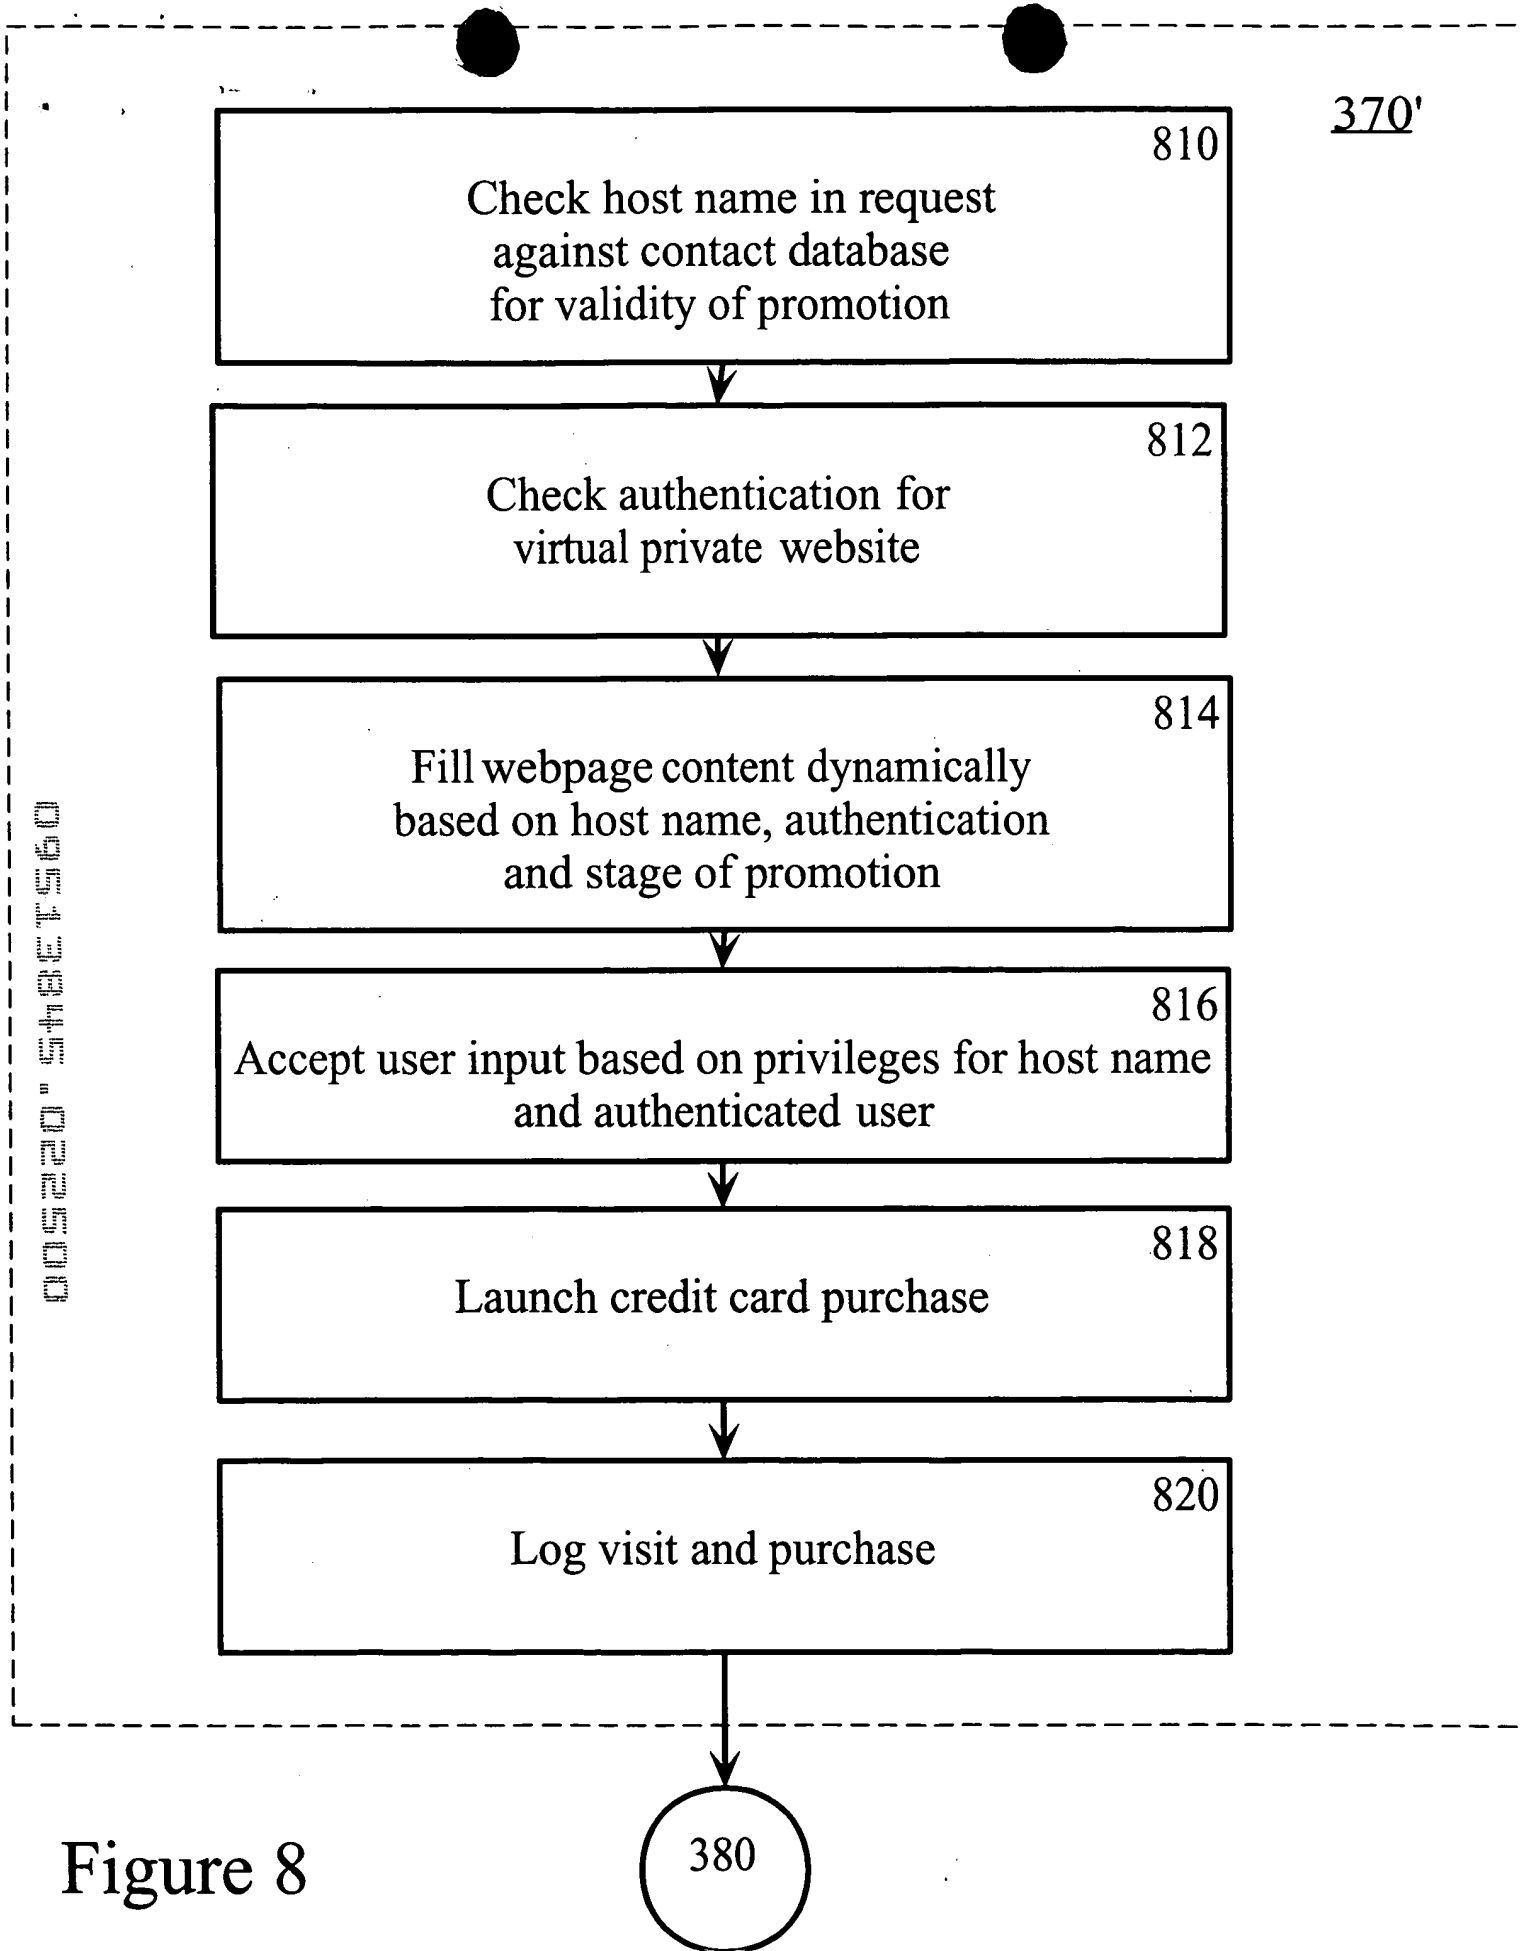 370'
810
Check host name in request
against contact database
for validity of promotion
812
Check authentication for
virtual private website
814
Fill webpage content dynamically
based on host name, authentication
and stage of promotion
816
Accept user input based on privileges for host name
and authenticated user
818
Launch credit card purchase
820
Log visit and purchase
380
Figure 8
09513845.022500